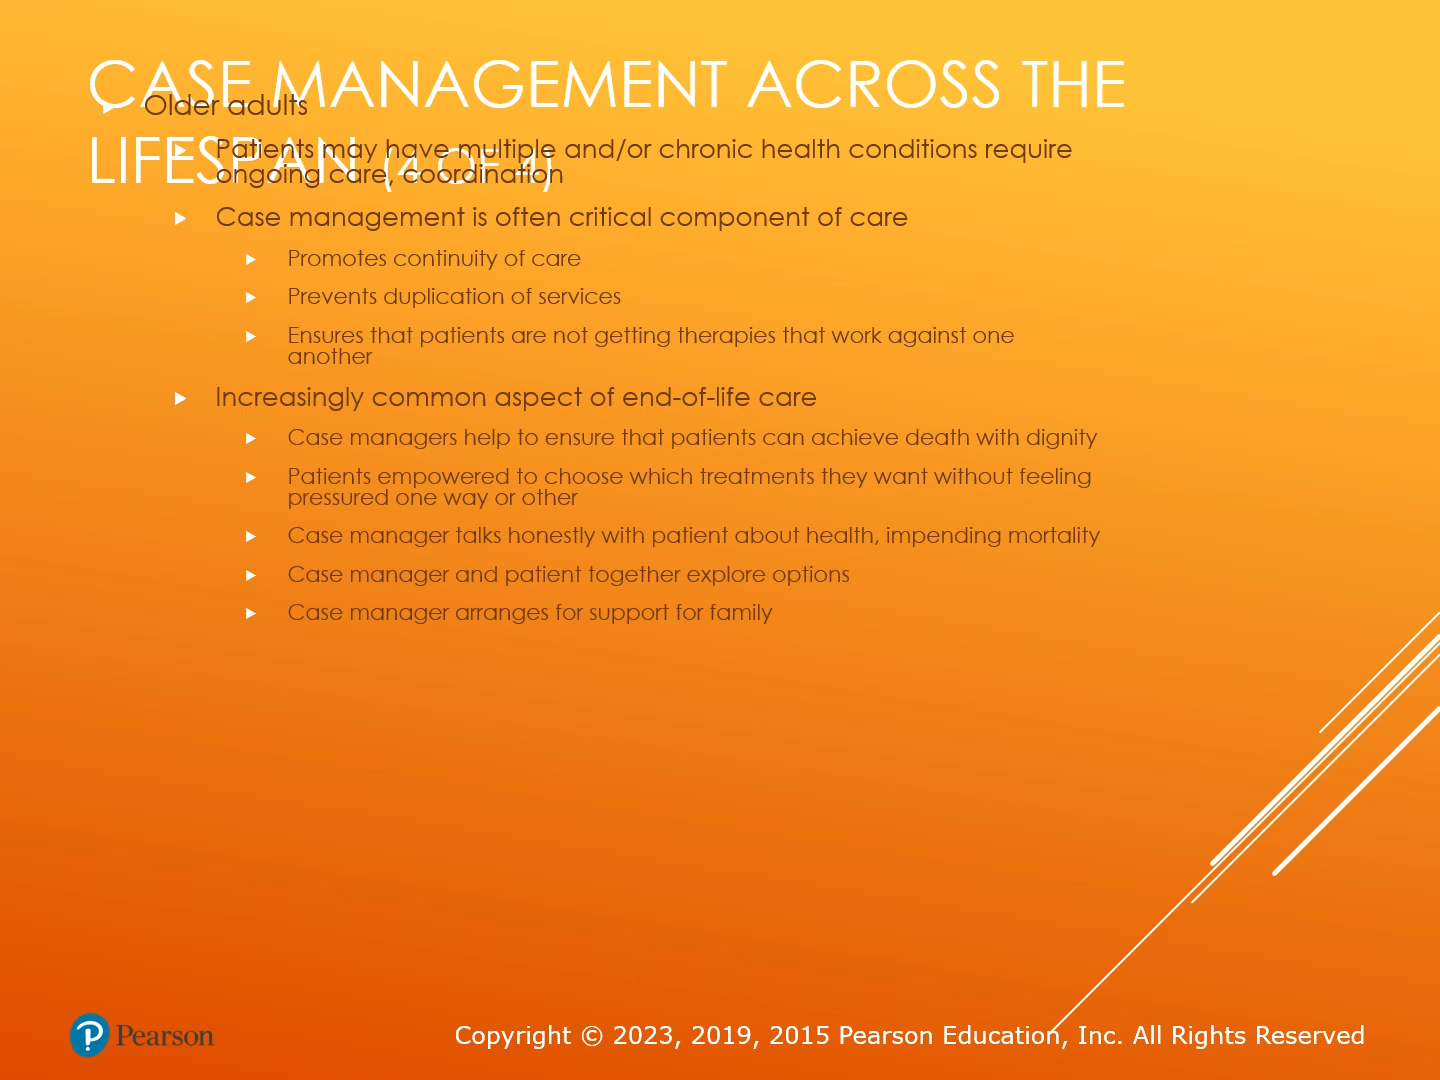 CASE MANAGEMENT ACROSS THE
LIFESPAN (4 OF 4)
Older adults
Patients may have multiple and/or chronic health conditions require
ongoing care, coordination
Case management is often critical component of care
Promotes continuity of care
Prevents duplication of services
Ensures that patients are not getting therapies that work against one
another
Increasingly common aspect of end-of-life care
Case managers help to ensure that patients can achieve death with dignity
Patients empowered to choose which treatments they want without feeling
pressured one way or other
Case manager talks honestly with patient about health, impending mortality
Case manager and patient together explore options
Case manager arranges for support for family
Pearson
Copyright © 2023, 2019, 2015 Pearson Education, Inc. All Rights Reserved